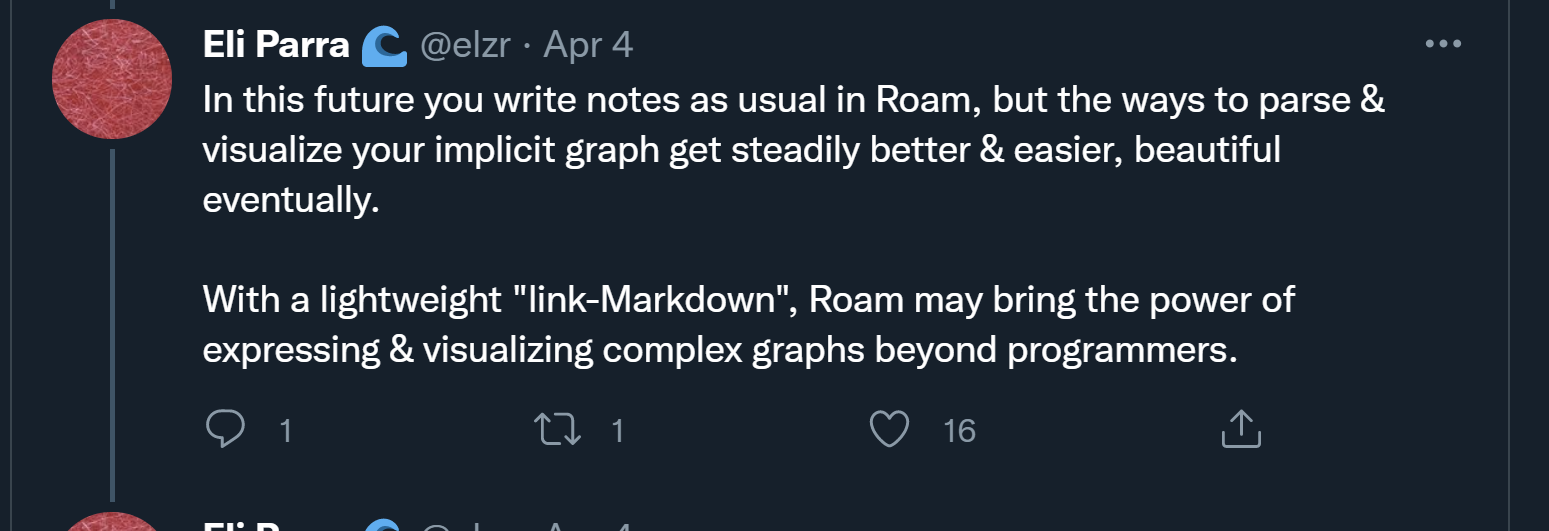 Eli Parra 🌊 @elzr · Apr 4
In this future you write notes as usual in Roam, but the ways to parse &
visualize your implicit graph get steadily better & easier, beautiful
eventually.
With a lightweight "link-Markdown", Roam may bring the power of
expressing & visualizing complex graphs beyond programmers.
1 1 16